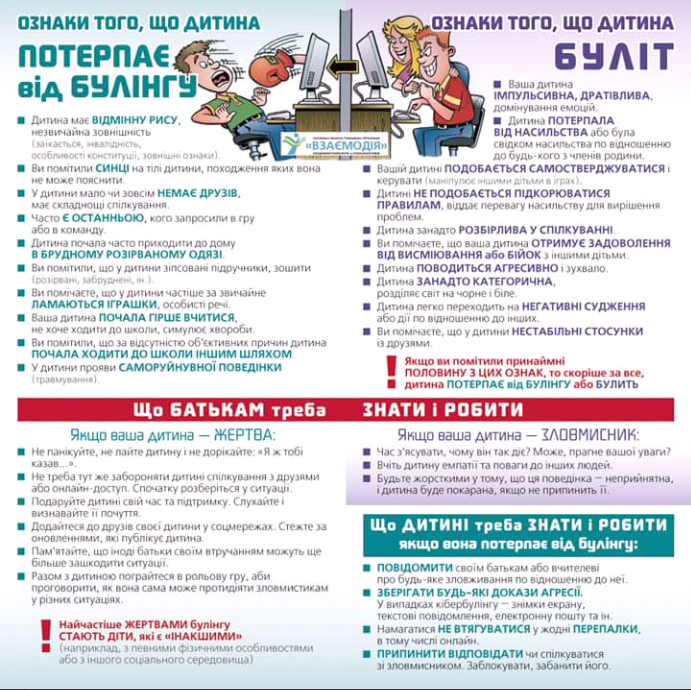 ОЗНАКИ ТОГО, ЩО ДИТИНА
ПОТЕРПАЄ
від БУЛІНГУ
Дитина має ВІДМІННУ РИСУ,
незвичайна зовнішність
(заїкається, інвалідність,
особливості конституції, зовнішні ознаки).
Ви помітили СИНЦІ на тілі дитини, походження яких вона
не може пояснити.
У дитини мало чи зовсім НЕМАЄ ДРУЗІВ,
має складнощі спілкування.
Часто Є ОСТАННЬОЮ, кого запросили в гру
або в команду.
Дитина почала часто приходити до дому
В БРУДНОМУ РОЗІРВАНОМУ ОДЯЗІ.
Ви помітили, що у дитини зіпсовані підручники, зошити
(розірвані, забруднені, ін.).
Ви помічаєте, що у дитини частіше за звичайне
ЛАМАЮТЬСЯ ІГРАШКИ, особисті речі.
Ваша дитина ПОЧАЛА ГІРШЕ ВЧИТИСЯ,
не хоче ходити до школи, симулює хвороби.
Ви помітили, що за відсутністю об'єктивних причин дитина
ПОЧАЛА ХОДИТИ ДО ШКОЛИ ІНШИМ ШЛЯХОМ.
У дитини прояви САМОРУЙНУВНОЇ ПОВЕДІНКИ
(травмування).
«ВЗАЄМОДІЯ»
ОЗНАКИ ТОГО, ЩО ДИТИНА
БУЛІТ
Ваша дитина
ІМПУЛЬСИВНА, ДРАТІВЛИВА,
домінування емоцій.
Дитина ПОТЕРПАЛА
ВІД НАСИЛЬСТВА або була
свідком насильства по відношенню
до будь-кого з членів родини.
Вашій дитині ПОДОБАЄТЬСЯ САМОСТВЕРДЖУВАТИСЯ і
керувати (маніпулює іншими дітьми в іграх).
Дитині НЕ ПОДОБАЄТЬСЯ ПІДКОРЮВАТИСЯ
ПРАВИЛАМ, віддає перевагу насильству для вирішення
проблем.
Дитина занадто РОЗБІРЛИВА У СПІЛКУВАННІ.
Ви помічаєте, що ваша дитина ОТРИМУЄ ЗАДОВОЛЕННЯ
ВІД ВИСМІЮВАННЯ або БІЙОК з іншими дітьми.
Дитина ПОВОДИТЬСЯ АГРЕСИВНО і зухвало.
Дитина ЗАНАДТО КАТЕГОРИЧНА,
розділяє світ на чорне і біле.
Дитина легко переходить на НЕГАТИВНІ СУДЖЕННЯ
або дії по відношенню до інших.
Ви помічаєте, що у дитини НЕСТАБІЛЬНІ СТОСУНКИ
із друзями.
! Якщо ви помітили принаймні
ПОЛОВИНУ З ЦИХ ОЗНАК, то скоріше за все,
дитина ПОТЕРПАЄ від БУЛІНГУ або БУЛИТЬ
Що БАТЬКАМ треба ЗНАТИ і РОБИТИ
Якщо ваша дитина — ЖЕРТВА:
Не панікуйте, не лайте дитину і не дорікайте: «Я ж тобі
казав...».
Не треба тут же забороняти дитині спілкування з друзями
або онлайн-доступ. Спочатку розберіться у ситуації.
Подаруйте дитині свій час та підтримку. Слухайте і
визнавайте її почуття.
Додайтеся до друзів своєї дитини у соцмережах. Стежте за
оновленнями, які публікує дитина.
Пам'ятайте, що іноді батьки своїм втручанням можуть ще
більше зашкодити ситуації.
Разом з дитиною пограйтеся в рольову гру, аби
проговорити, як вона сама може протидіяти зловмистикам
у різних ситуаціях.
! Найчастіше ЖЕРТВАМИ булінгу
СТАЮТЬ ДІТИ, які є «ІНАКШИМИ»
(наприклад, з певними фізичними особливостями
або з іншого соціального середовища)
Якщо ваша дитина — ЗЛОВМИСНИК:
Час з'ясувати, чому він так діє? Може, прагне вашої уваги?
Вчіть дитину емпатії та поваги до інших людей.
Будьте жорсткими у тому, що ця поведінка — неприйнятна,
і дитина буде покарана, якщо не припинить її.
Що ДИТИНІ треба ЗНАТИ і РОБИТИ
якщо вона потерпає від булінгу:
ПОВІДОМИТИ своїм батькам або вчителеві
про будь-яке зловживання по відношенню до неї.
ЗБЕРІГАТИ БУДЬ-ЯКІ ДОКАЗИ АГРЕСІЇ.
У випадках кібербулінгу — знімки екрану,
текстові повідомлення, електронну пошту та ін.
Намагатися НЕ ВТЯГУВАТИСЯ у жодні ПЕРЕПАЛКИ,
в тому числі онлайн.
ПРИПИНИТИ ВІДПОВІДАТИ чи спілкуватися
зі зловмисником. Заблокувати, забанити його.